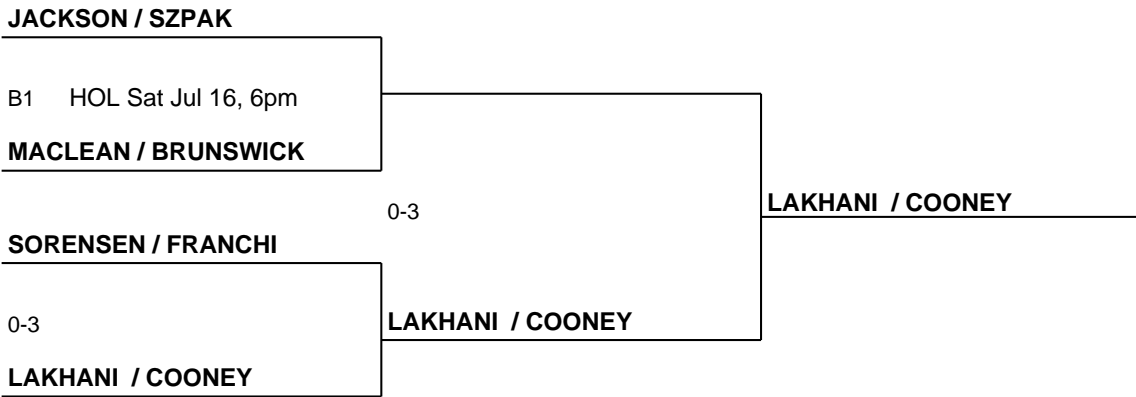 JACKSON / SZPAK
B1 HOL Sat Jul 16, 6pm
MACLEAN / BRUNSWICK
0-3
LAKHANI / COONEY
SORENSEN / FRANCHI
0-3
LAKHANI / COONEY
LAKHANI / COONEY